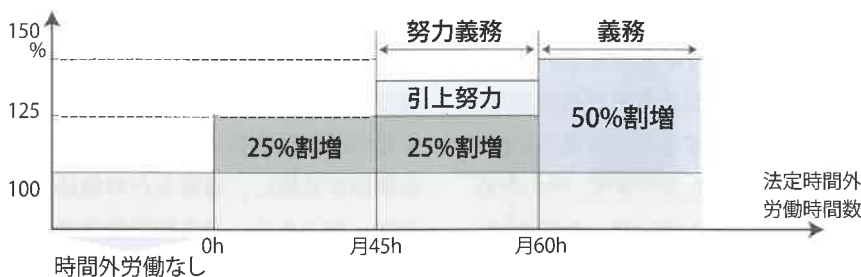 150
%
125
100
努力義務
義務
引上努力
25%割増
25%割増
50%割増
法定時間外
労働時間数
0h
月45h
月60h
時間外労働なし